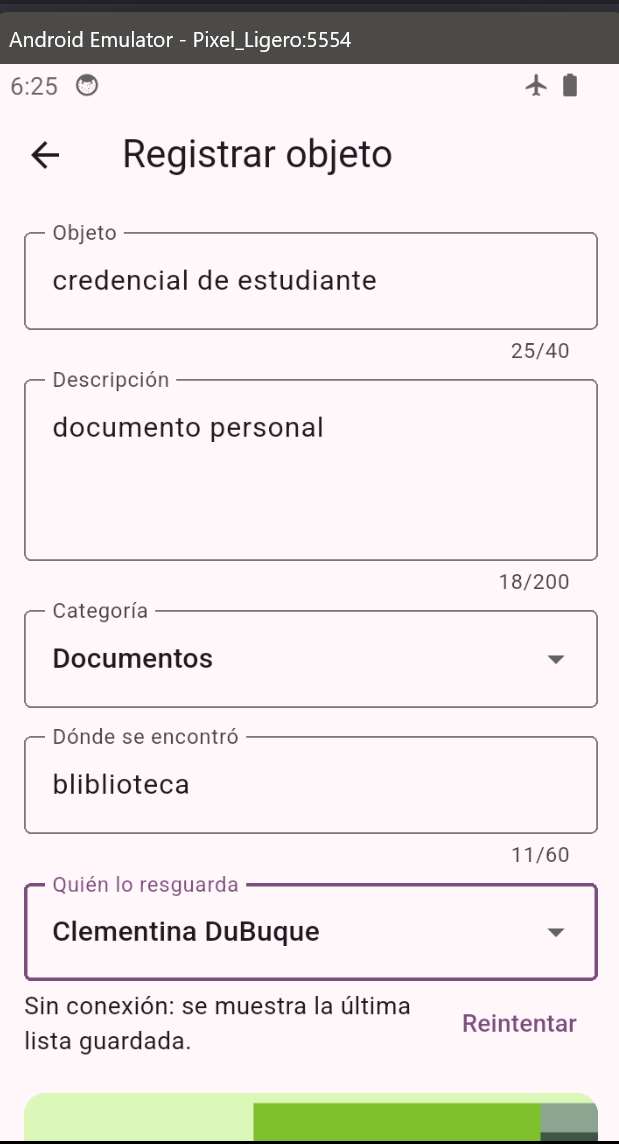 Android Emulator - Pixel_Ligero:5554
6:25
Registrar objeto
Objeto
credencial de estudiante
25/40
Descripción
documento personal
18/200
Categoría
Documentos
Dónde se encontró
bliblioteca
11/60
Quién lo resguarda
Clementina DuBuque
Sin conexión: se muestra la última
lista guardada.
Reintentar